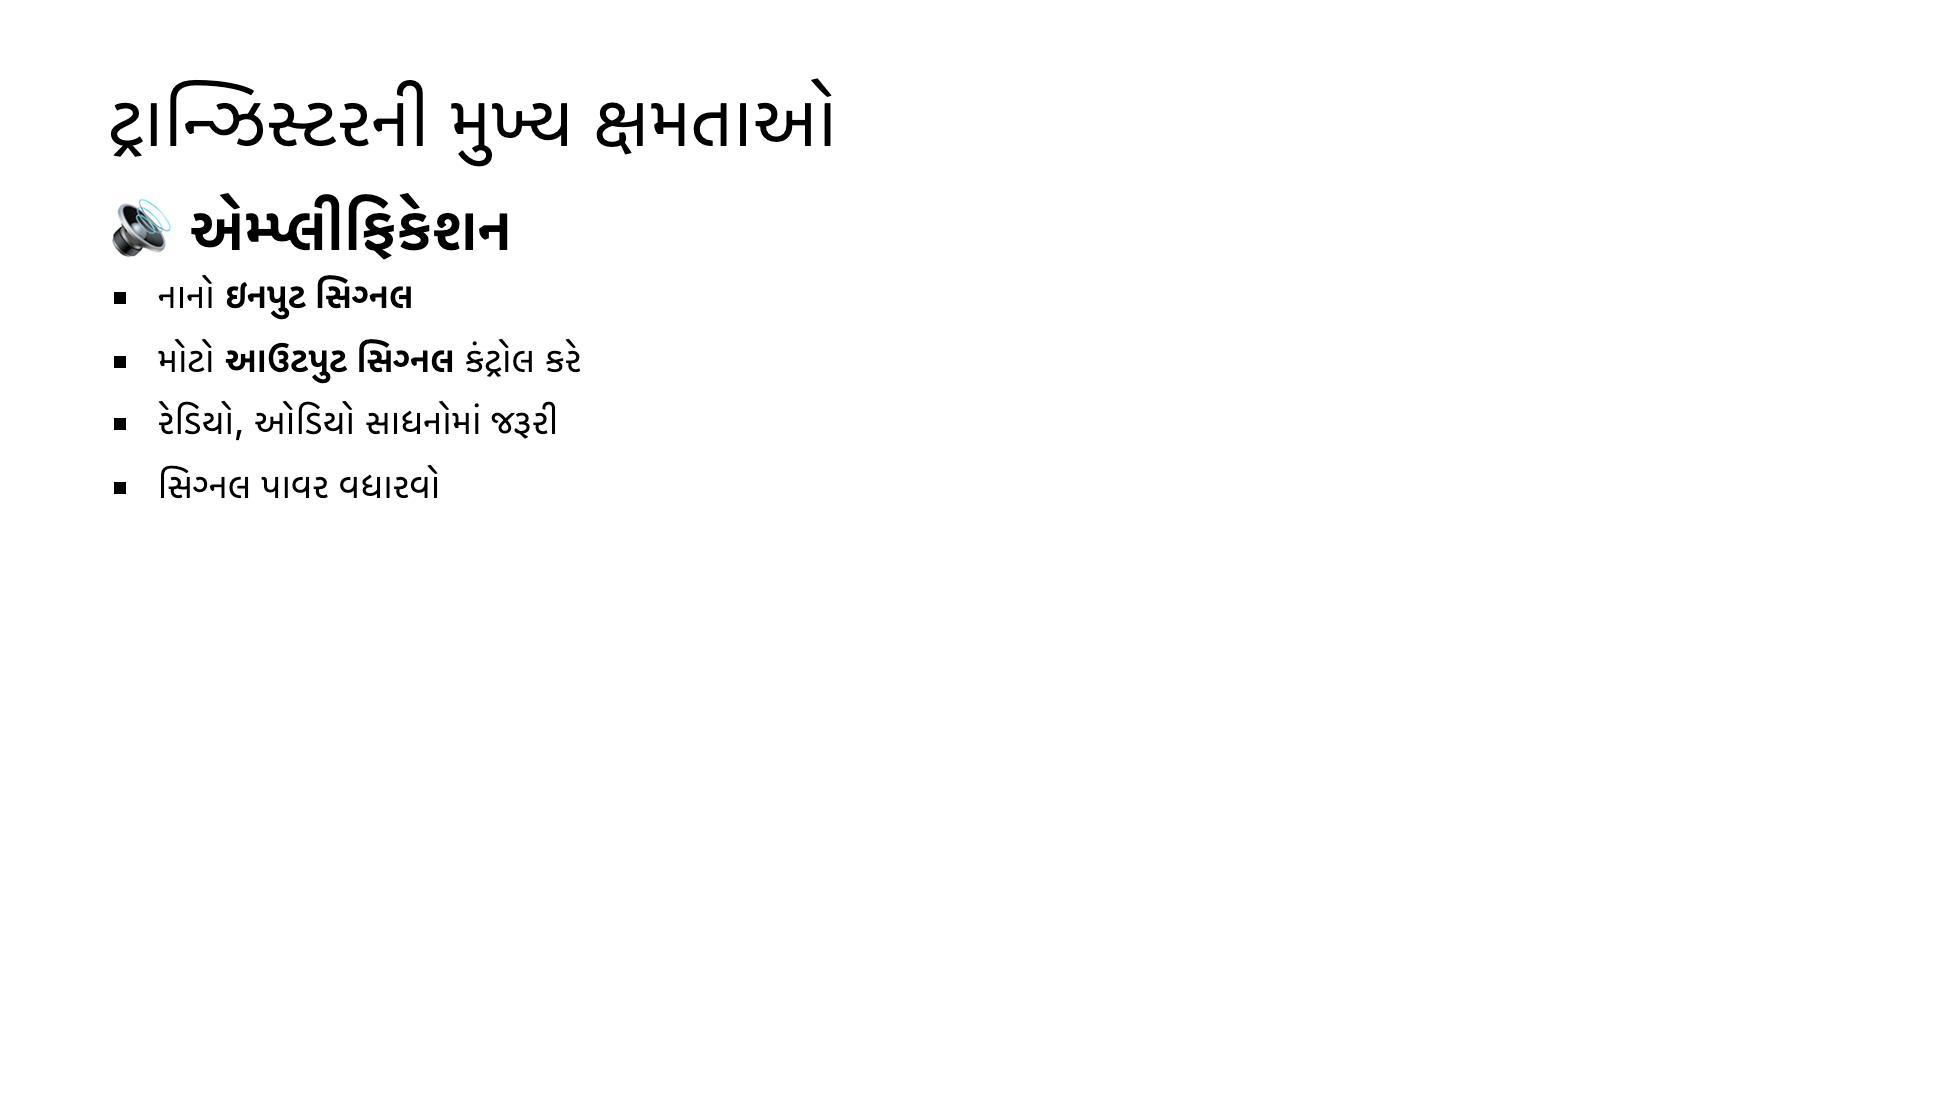 ટ્રાન્ઝિસ્ટરની મુખ્ય ક્ષમતાઓ
🔊 એમ્પ્લીફિકેશન
▪ નાનો ઇનપુટ સિગ્નલ
▪ મોટો આઉટપુટ સિગ્નલ કંટ્રોલ કરે
▪ રેડિયો, ઓડિયો સાધનોમાં જરૂરી
▪ સિગ્નલ પાવર વધારવો